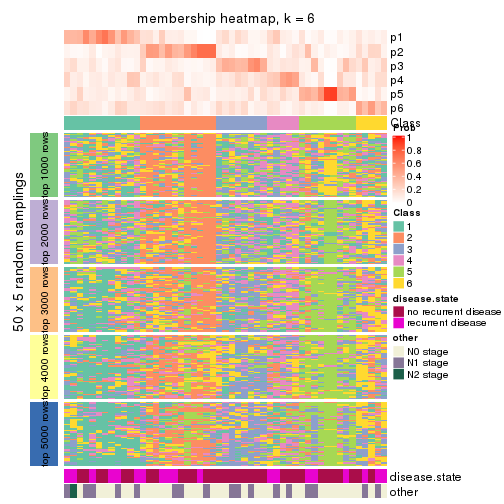 membership heatmap, k = 6
p1
p2
p3
p4
p5
p6
Class
Prob
1
0.8
0.6
0.4
0.2
0
Class
1
2
3
4
5
6
disease.state
no recurrent disease
recurrent disease
other
N0 stage
N1 stage
N2 stage
50 x 5 random samplings
top 1000 rows
top 2000 rows
top 3000 rows
top 4000 rows
top 5000 rows
disease.state
other